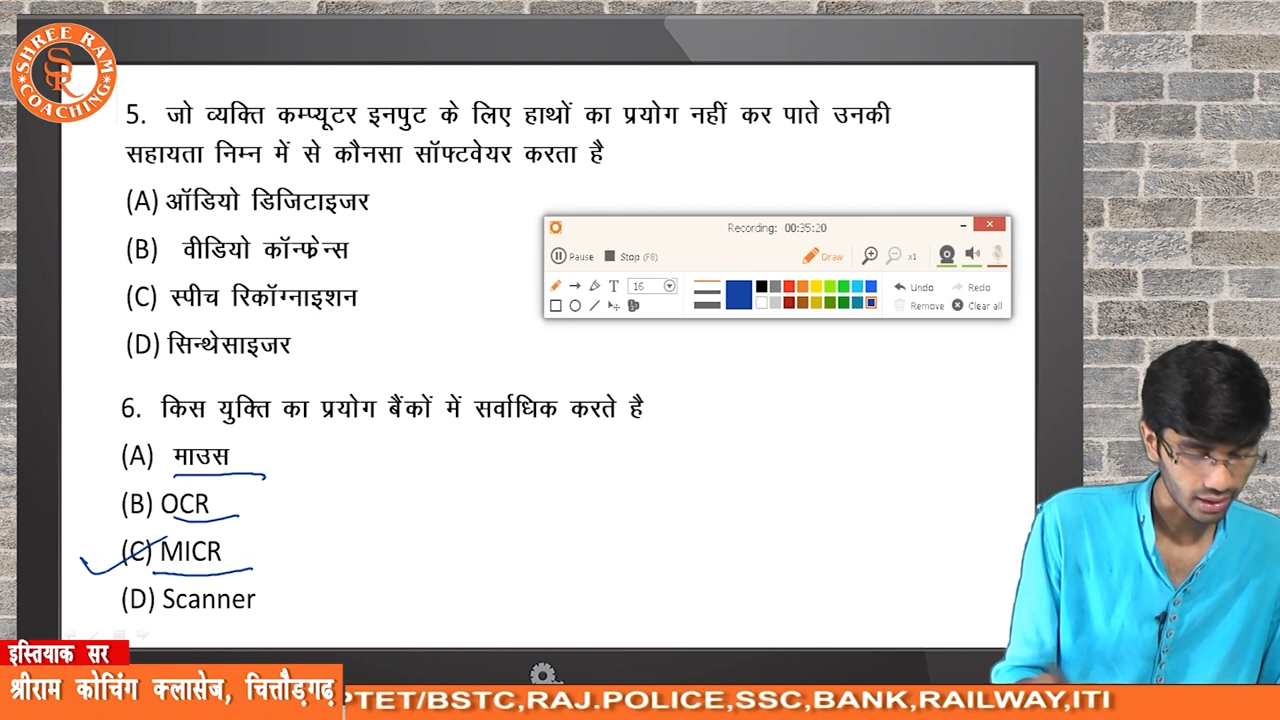 SHREE RAM
SR
COACHING
5. जो व्यक्ति कम्प्यूटर इनपुट के लिए हाथों का प्रयोग नहीं कर पाते उनकी
सहायता निम्न में से कौनसा सॉफ्टवेयर करता है
(A) ऑडियो डिजिटाइजर
(B) वीडियो कॉन्फ्रेन्स
(C) स्पीच रिकॉग्नाइशन
(D) सिन्थेसाइजर
Recording: 00:35:20
Pause Stop (F8) Draw x1
T 16 Undo Redo
Remove Clear all
6. किस युक्ति का प्रयोग बैंकों में सर्वाधिक करते है
(A) माउस
(B) OCR
(C) MICR
(D) Scanner
इस्तियाक सर
श्रीराम कोचिंग क्लासेज, चित्तौड़गढ़
PTET/BSTC,RAJ.POLICE,SSC,BANK,RAILWAY,ITI